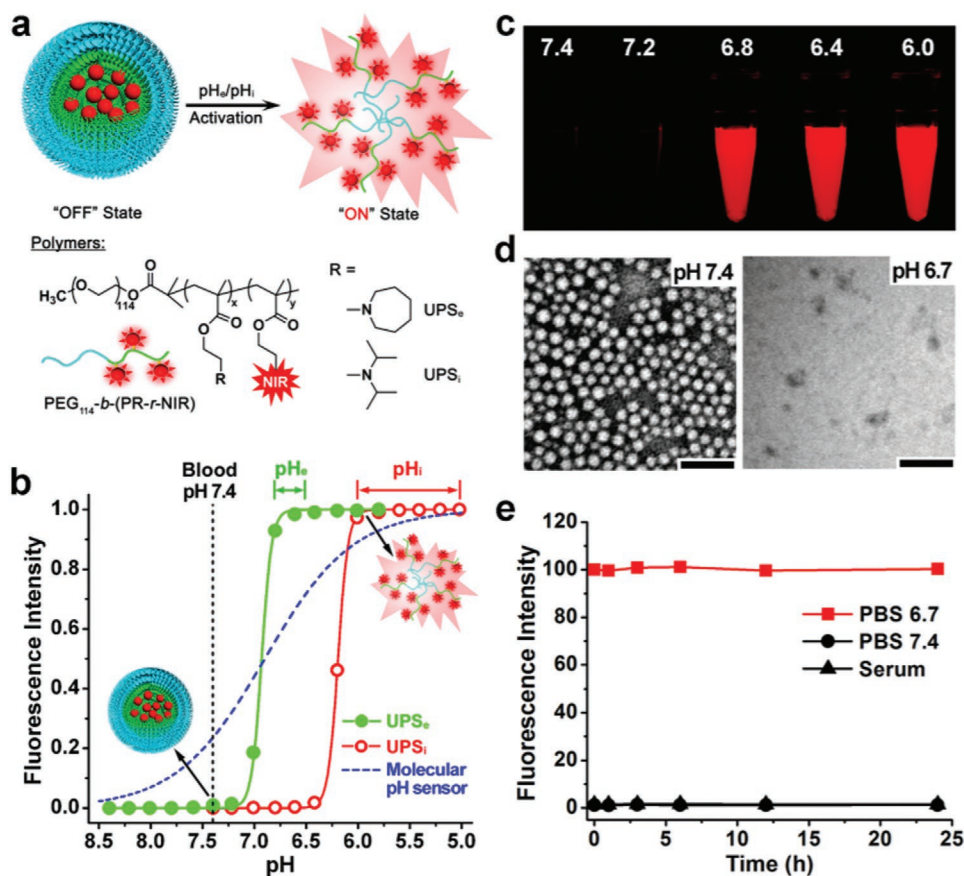 a
pHₑ/pHᵢ
Activation
"OFF" State
"ON" State
Polymers:
H₃C
O
O
114
O
O
x
y
O
O
O
O
R
NIR
R =
N
UPSₑ
N
UPSᵢ
PEG₁₁₄-b-(PR-r-NIR)
b
Blood
pH 7.4
pHₑ
pHᵢ
Fluorescence Intensity
1.0
0.8
0.6
0.4
0.2
0.0
UPSₑ
UPSᵢ
Molecular
pH sensor
8.5 8.0 7.5 7.0 6.5 6.0 5.5 5.0
pH
c
7.4 7.2 6.8 6.4 6.0
d
pH 7.4
pH 6.7
e
Fluorescence Intensity
120
100
80
60
40
20
0
PBS 6.7
PBS 7.4
Serum
0 5 10 15 20 25
Time (h)